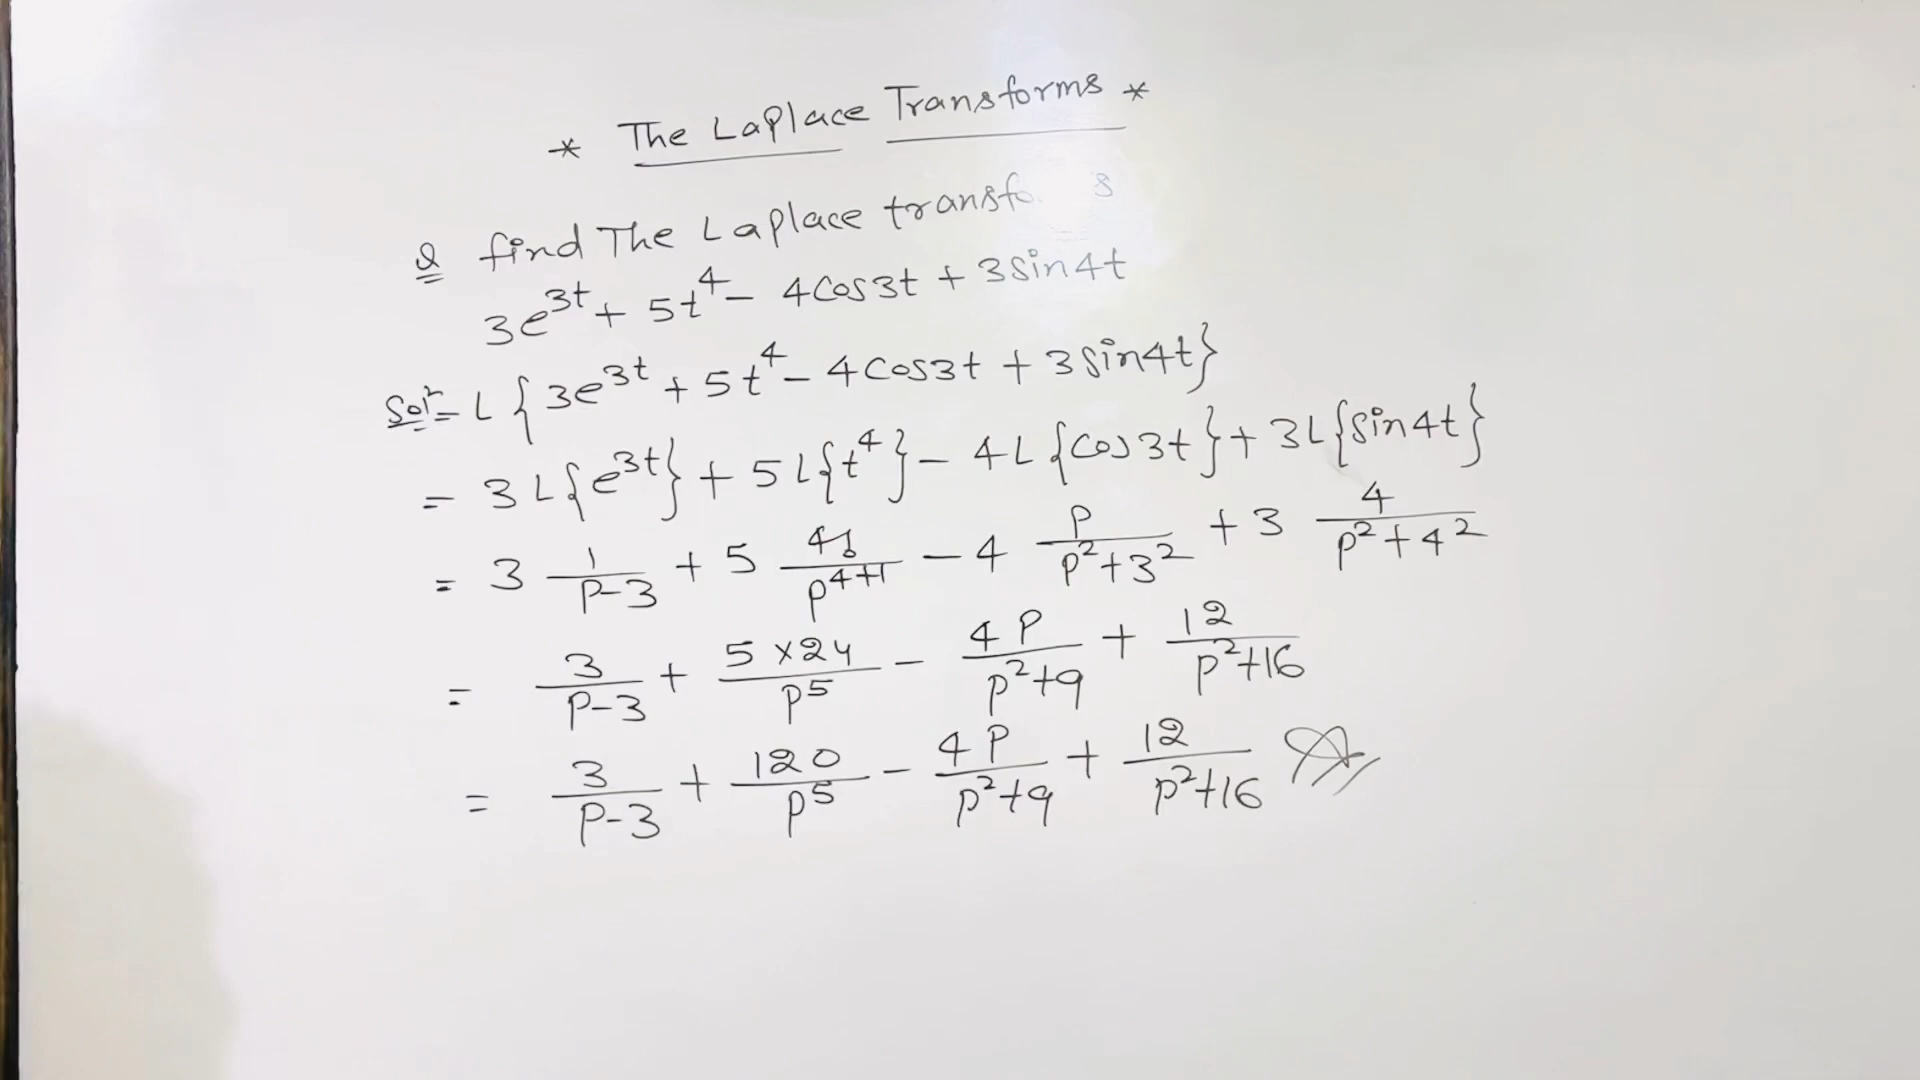 * The LaPlace Transforms *
Q find The Laplace transfo s
3e^{3t} + 5t^4 - 4Cos3t + 3Sin4t
Solⁿ- L{3e^{3t} + 5t^4 - 4Cos3t + 3Sin4t}
= 3L{e^{3t}} + 5L{t^4} - 4L{Cos3t} + 3L{Sin4t}
= 3 1/(P-3) + 5 4!/P^{4+1} - 4 P/(P^2+3^2) + 3 4/(P^2+4^2)
= 3/(P-3) + 5×24/P^5 - 4P/(P^2+9) + 12/(P^2+16)
= 3/(P-3) + 120/P^5 - 4P/(P^2+9) + 12/(P^2+16)